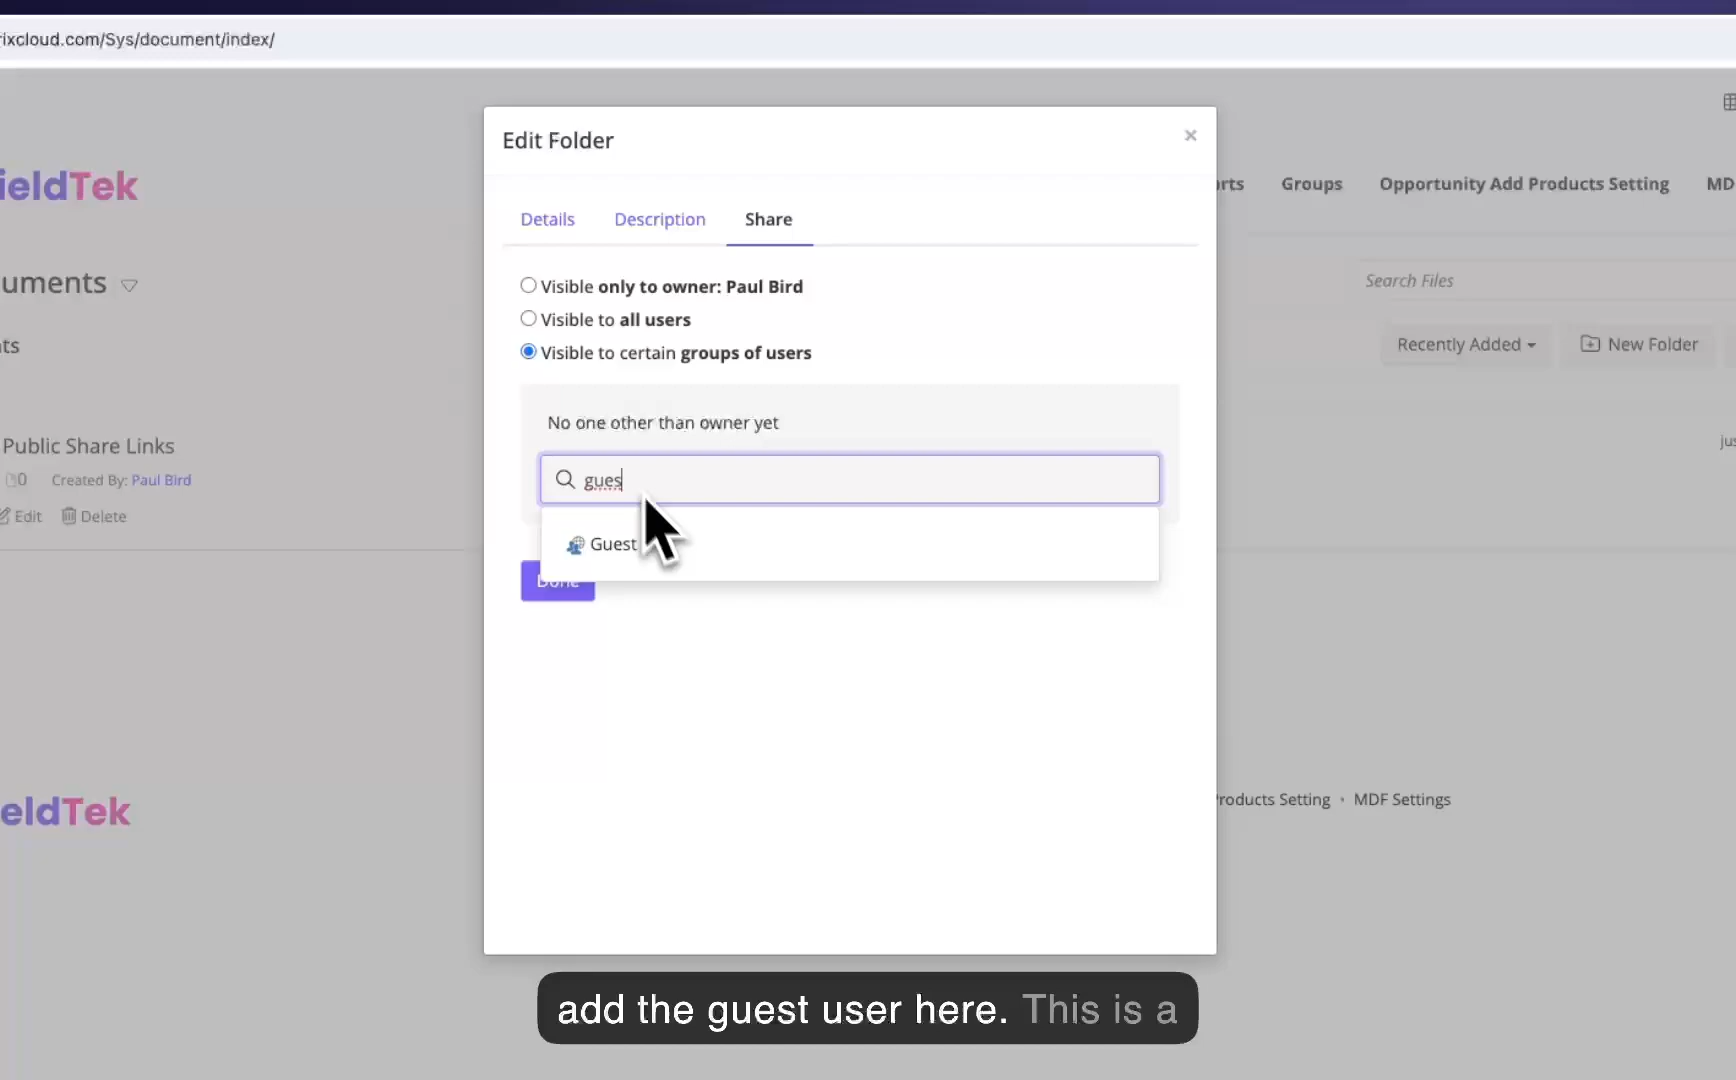 rixcloud.com/Sys/document/index/
Edit Folder
×
ieldTek
Details
Description
Share
rts
Groups
Opportunity Add Products Setting
MD
uments
Visible only to owner: Paul Bird
Search Files
Visible to all users
ts
Visible to certain groups of users
Recently Added
New Folder
No one other than owner yet
Public Share Links
jus
0
Created By: Paul Bird
gues
Edit
Delete
Guest
Done
eldTek
Products Setting • MDF Settings
add the guest user here. This is a